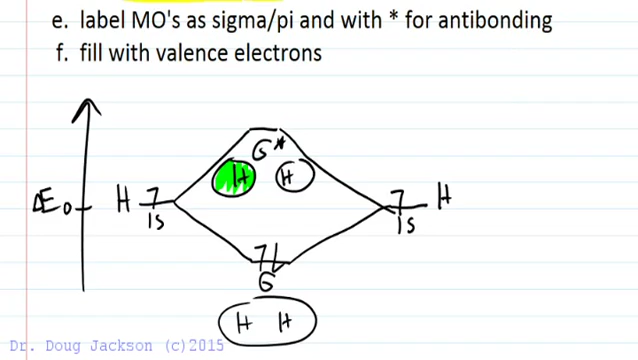 e. label MO's as sigma/pi and with * for antibonding
f. fill with valence electrons
σ*
H H
ΔE₀ H 1s 1s H
σ
H H
Dr. Doug Jackson (c)2015